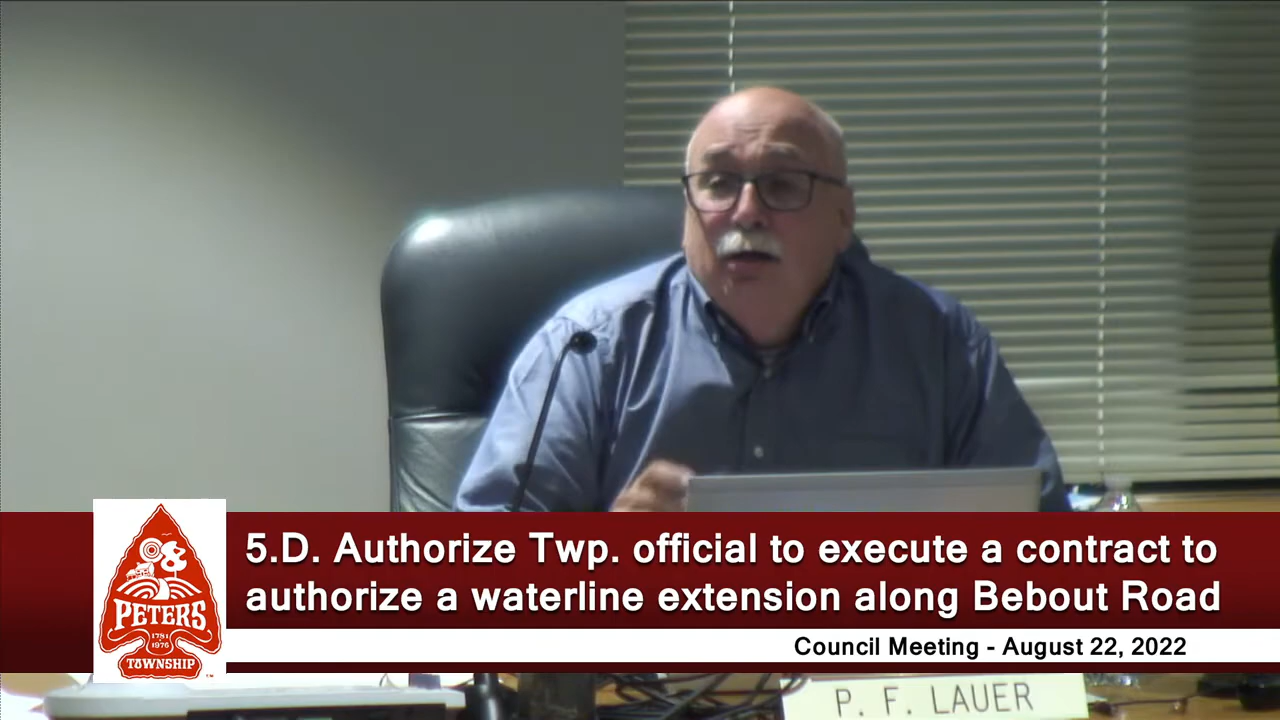 5.D. Authorize Twp. official to execute a contract to
authorize a waterline extension along Bebout Road
Council Meeting - August 22, 2022
PETERS
1781
1976
TOWNSHIP
TM
P. F. LAUER